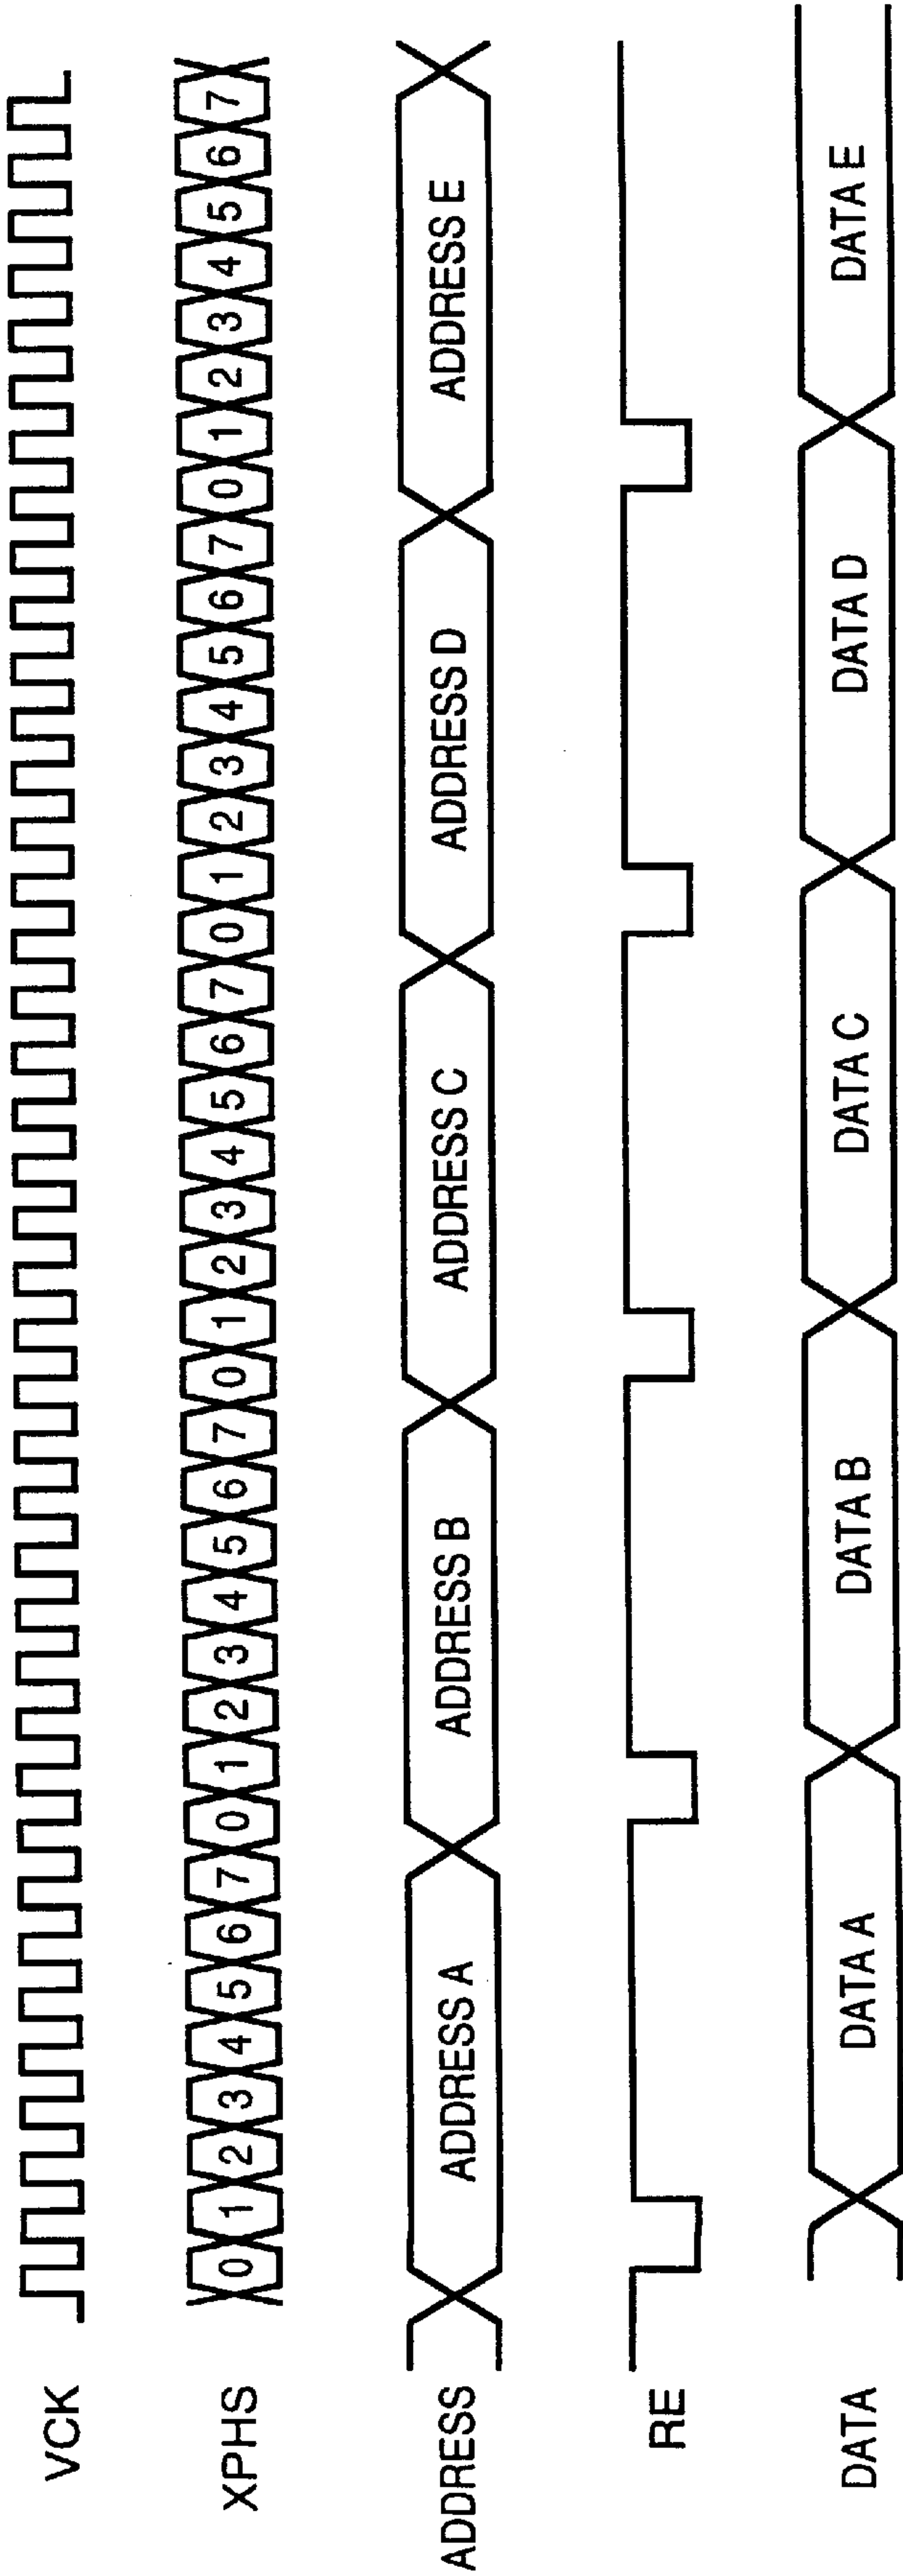 VCK
XPHS 0 1 2 3 4 5 6 7 0 1 2 3 4 5 6 7 0 1 2 3 4 5 6 7 0 1 2 3 4 5 6 7 0 1 2 3 4 5 6 7
ADDRESS ADDRESS A ADDRESS B ADDRESS C ADDRESS D ADDRESS E
RE
DATA DATA A DATA B DATA C DATA D DATA E